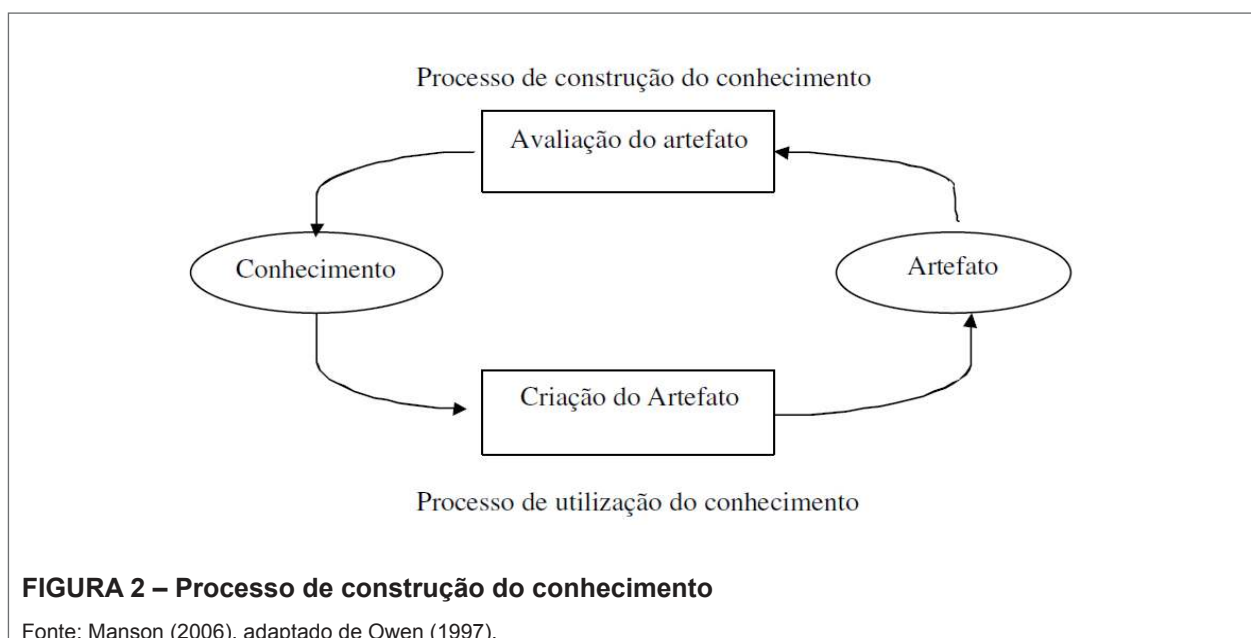 Processo de construção do conhecimento
Avaliação do artefato
Conhecimento
Artefato
Criação do Artefato
Processo de utilização do conhecimento
FIGURA 2 – Processo de construção do conhecimento
Fonte: Manson (2006), adaptado de Owen (1997).